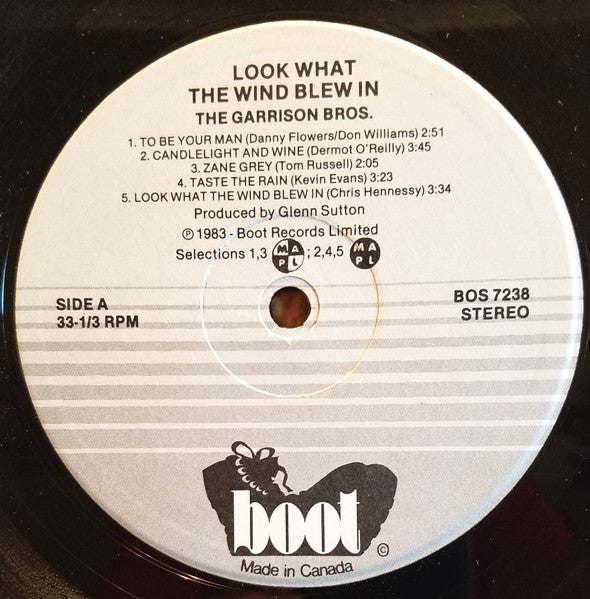 LOOK WHAT
THE WIND BLEW IN
THE GARRISON BROS.
1. TO BE YOUR MAN (Danny Flowers/Don Williams) 2:51
2. CANDLELIGHT AND WINE (Dermot O'Reilly) 3:45
3. ZANE GREY (Tom Russell) 2:05
4. TASTE THE RAIN (Kevin Evans) 3:23
5. LOOK WHAT THE WIND BLEW IN (Chris Hennessy) 3:34
Produced by Glenn Sutton
℗ 1983 - Boot Records Limited
Selections 1,3 MAPL ; 2,4,5 MAPL
SIDE A
33-1/3 RPM
BOS 7238
STEREO
boot ©
Made in Canada